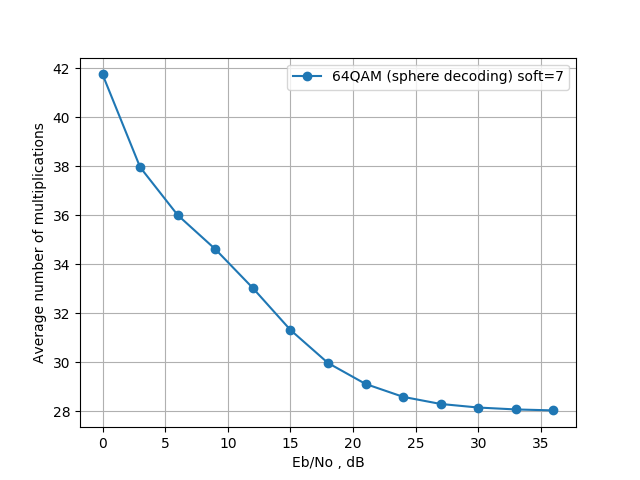 64QAM (sphere decoding) soft=7
42
40
38
36
34
32
30
28
Average number of multiplications
0 5 10 15 20 25 30 35
Eb/No , dB